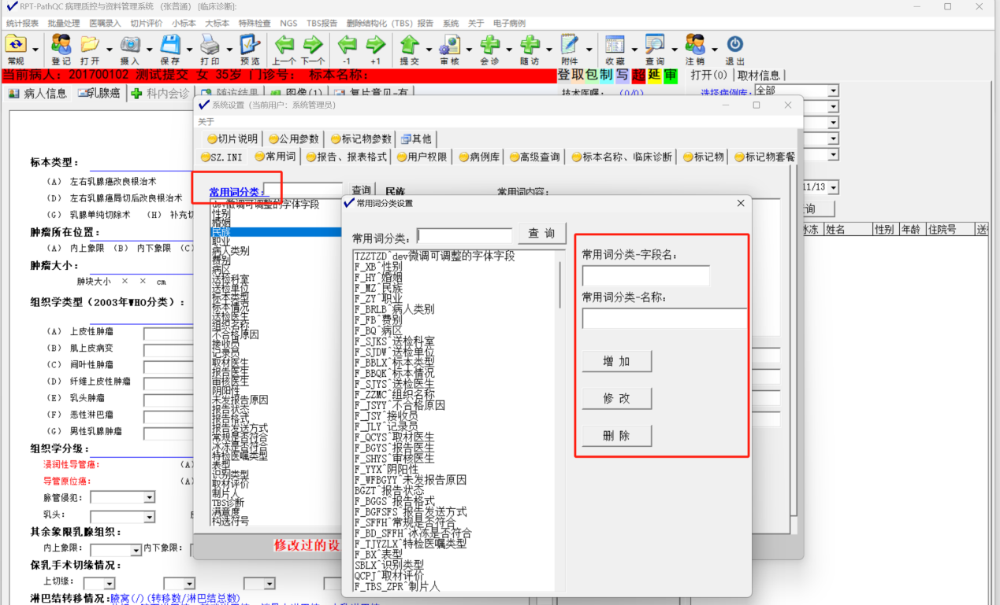 RPT-PathQC 病理质控与资料管理系统 (张普通) [临床诊断]:
统计报表 批量处理 医嘱录入 切片评价 小标本 大标本 特殊检查 NGS TBS报告 删除结构化（TBS）报告 系统 关于 电子病例
常规 登记 打开 摄入 保存 打印 预览 上一个 下一个 -1 +1 提交 审核 会诊 随访 附件 收藏 查询 注销 退出
当前病人: 201700102 测试提交 女 35岁 门诊号: 标本名称:
登 取 包 制 写 超 延 审 打开(0) 取材信息
病人信息 乳腺癌 科内会诊 随访结果 图像(1) 复片意见-有
技术医嘱: (0/0) 选择病例库: 全部
系统设置（当前用户：系统管理员）
关于
切片说明 公用参数 标记物参数 其他
SZ.INI 常用词 报告、报表格式 用户权限 病例库 高级查询 标本名称、临床诊断 标记物 标记物套餐
常用词分类: 查询 民族 常用词内容:
dev微调可调整的字体字段
性别
婚姻
民族
职业
病人类别
费别
病区
送检科室
送检单位
标本类型
标本情况
送检医生
组织名称
不合格原因
接收员
记录员
取材医生
报告医生
审核医生
阴阳性
未发报告原因
报告状态
报告格式
报告发送方式
常规是否符合
冰冻是否符合
特检医嘱类型
表型
识别类型
取材评价
制片人
TBS诊断
满意度
构选符号
修改过的设
常用词分类设置
常用词分类: 查 询
TZZTZD^dev微调可调整的字体字段
F_XB^性别
F_HY^婚姻
F_MZ^民族
F_ZY^职业
F_BRLB^病人类别
F_FB^费别
F_BQ^病区
F_SJKS^送检科室
F_SJDW^送检单位
F_BBLX^标本类型
F_BBQK^标本情况
F_SJYS^送检医生
F_ZZMC^组织名称
F_JSYY^不合格原因
F_JSY^接收员
F_JLY^记录员
F_QCYS^取材医生
F_BGYS^报告医生
F_SHYS^审核医生
F_YYX^阴阳性
F_WFBGYY^未发报告原因
BGZT^报告状态
F_BGGS^报告格式
F_BGFSFS^报告发送方式
F_SFFH^常规是否符合
F_BD_SFFH^冰冻是否符合
F_TJYZLX^特检医嘱类型
F_BX^表型
SBLX^识别类型
QCPJ^取材评价
F_TBS_ZPR^制片人
常用词分类-字段名:
常用词分类-名称:
增 加
修 改
删 除
11/13
询
冰冻 姓名 性别 年龄 住院号 送
标本类型:
(A) 左右乳腺癌改良根治术
(D) 左右乳腺癌局切后改良根治术
(G) 乳腺单纯切除术 (H) 补充切
肿瘤所在位置:
(A) 内上象限 (B) 内下象限 (C)
肿瘤大小:
肿块大小 × × cm
组织学类型（2003年WHO分类）:
(A) 上皮性肿瘤
(B) 肌上皮病变
(C) 间叶性肿瘤
(D) 纤维上皮性肿瘤
(E) 乳头肿瘤
(F) 恶性淋巴瘤
(G) 男性乳腺肿瘤
组织学分级:
浸润性导管癌: (A)
导管原位癌: (A)
脉管侵犯:
乳头:
其余象限乳腺组织:
内上象限: 内下象限:
保乳手术切缘情况:
上切缘:
淋巴结转移情况:腋窝(/)(转移数/淋巴结总数)